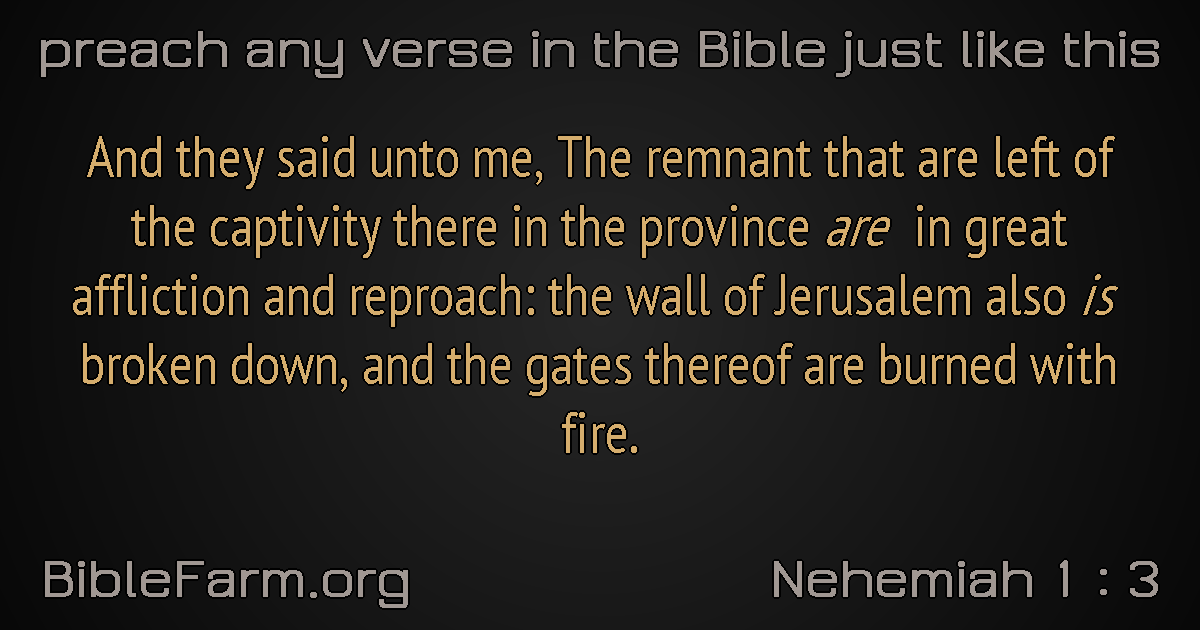 preach any verse in the Bible just like this
And they said unto me, The remnant that are left of
the captivity there in the province are in great
affliction and reproach: the wall of Jerusalem also is
broken down, and the gates thereof are burned with
fire.
BibleFarm.org
Nehemiah 1 : 3